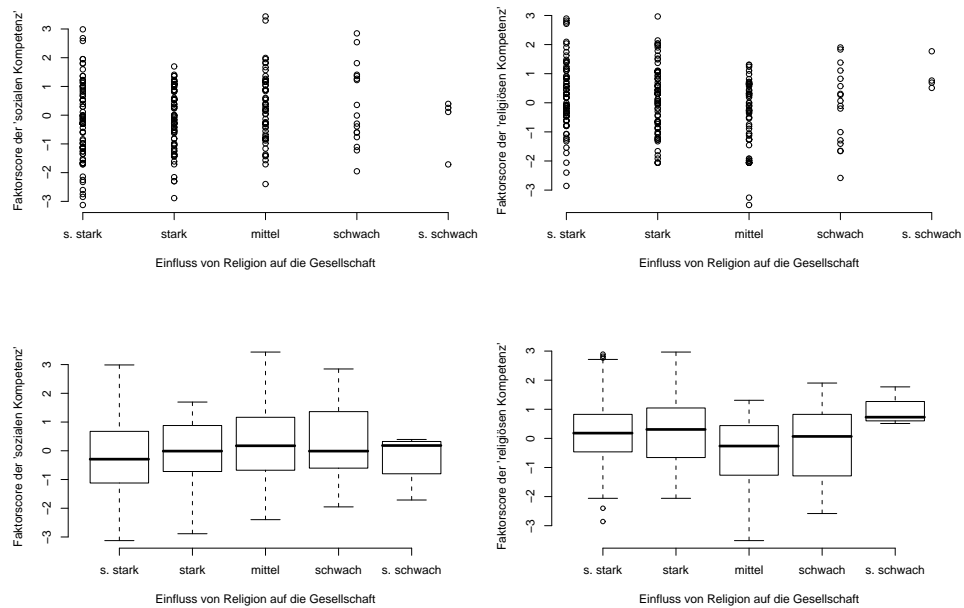 Faktorscore der 'sozialen Kompetenz'
3
2
1
0
−1
−2
−3
s. stark stark mittel schwach s. schwach
Einfluss von Religion auf die Gesellschaft
Faktorscore der 'religiösen Kompetenz'
3
2
1
0
−1
−2
−3
s. stark stark mittel schwach s. schwach
Einfluss von Religion auf die Gesellschaft
Faktorscore der 'sozialen Kompetenz'
3
2
1
0
−1
−2
−3
s. stark stark mittel schwach s. schwach
Einfluss von Religion auf die Gesellschaft
Faktorscore der 'religiösen Kompetenz'
3
2
1
0
−1
−2
−3
s. stark stark mittel schwach s. schwach
Einfluss von Religion auf die Gesellschaft